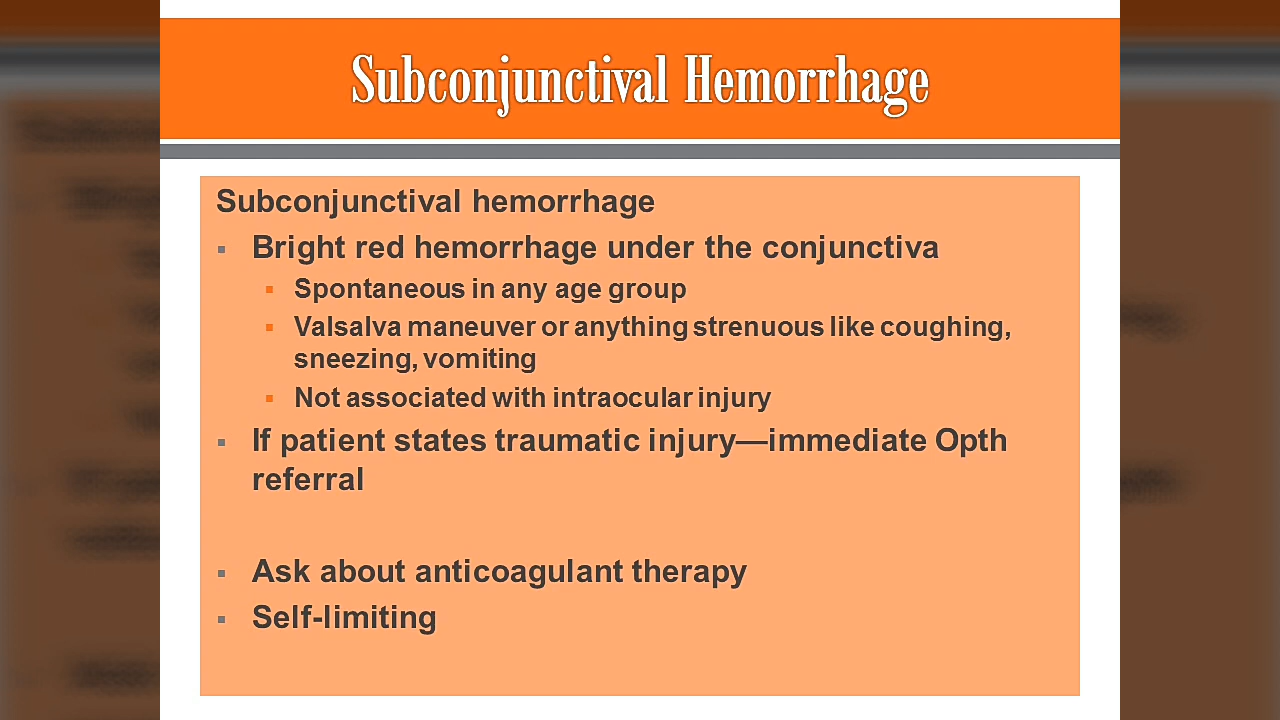 Subconjunctival Hemorrhage
Subconjunctival hemorrhage
Bright red hemorrhage under the conjunctiva
Spontaneous in any age group
Valsalva maneuver or anything strenuous like coughing,
sneezing, vomiting
Not associated with intraocular injury
If patient states traumatic injury—immediate Opth
referral
Ask about anticoagulant therapy
Self-limiting